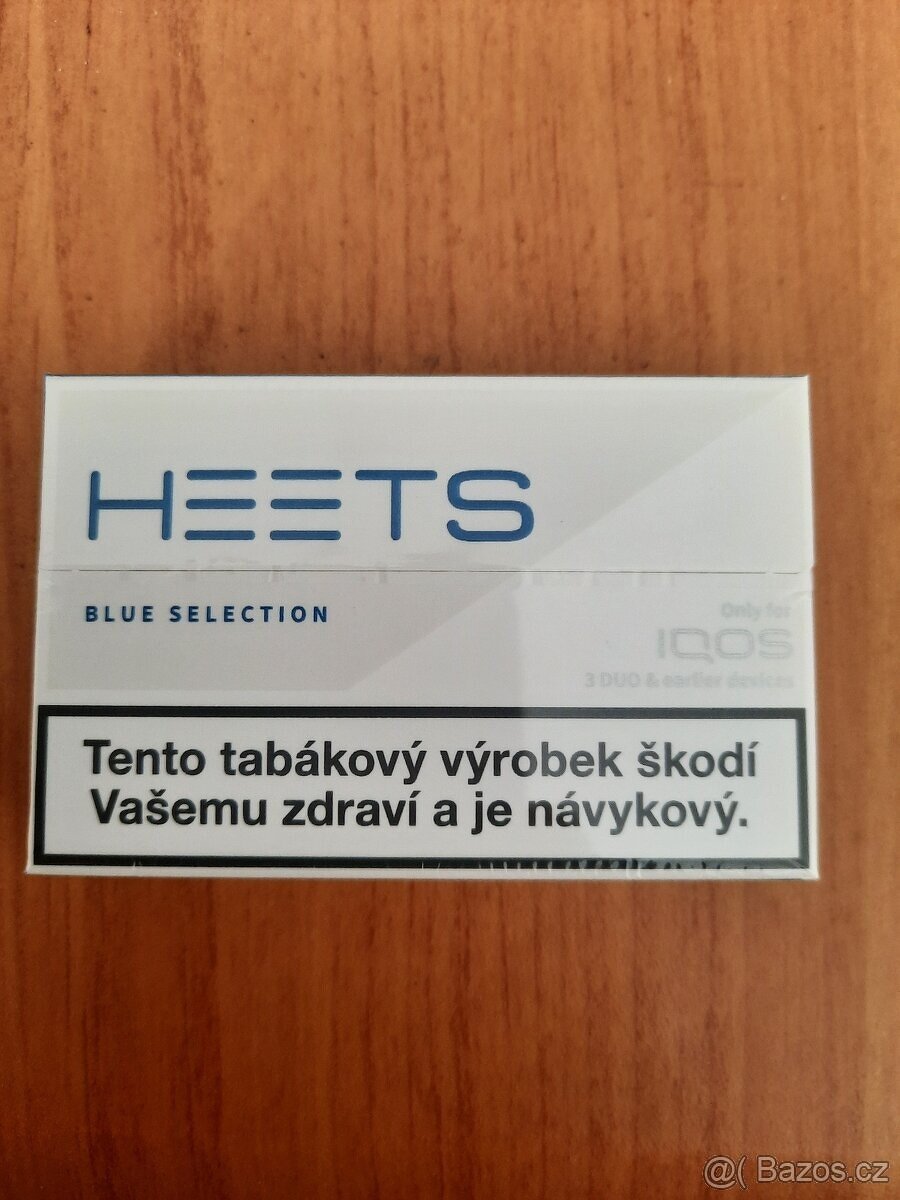 HEETS
BLUE SELECTION
Only for
IQOS
3 DUO & earlier devices
Tento tabákový výrobek škodí
Vašemu zdraví a je návykový.
@( Bazos.cz